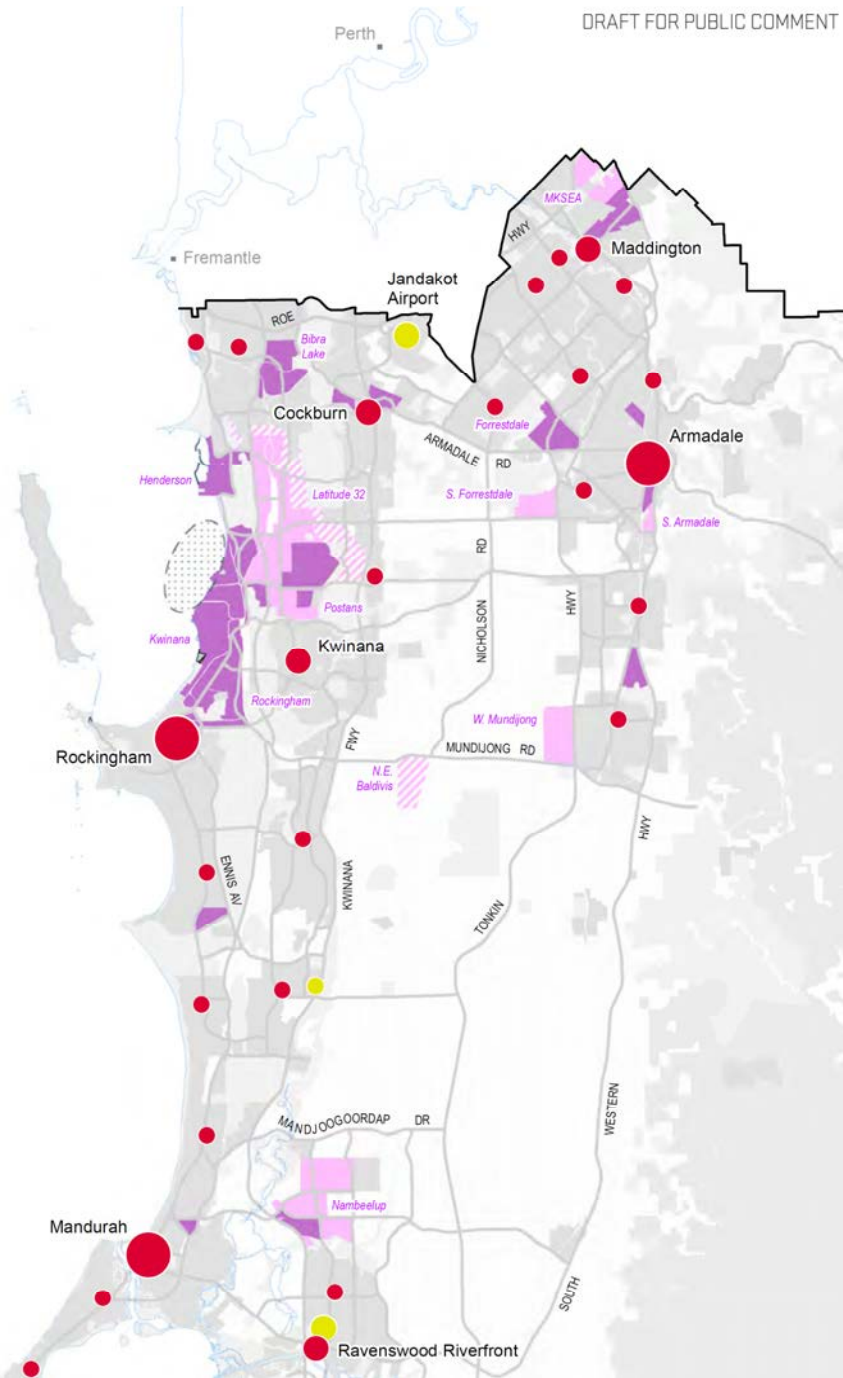 DRAFT FOR PUBLIC COMMENT
Perth
MKSEA
HWY
Maddington
Fremantle
Jandakot
Airport
ROE
Bibra
Lake
Cockburn
Forrestdale
ARMADALE
RD
Armadale
Henderson
Latitude 32
S. Forrestdale
S. Armadale
RD
NICHOLSON
HWY
Postans
Kwinana
Kwinana
Rockingham
W. Mundijong
MUNDIJONG RD
FWY
Rockingham
N.E.
Baldivis
HWY
ENNIS AV
KWINANA
TONKIN
MANDJOOGOORDAP DR
WESTERN
Nambeelup
Mandurah
SOUTH
Ravenswood Riverfront